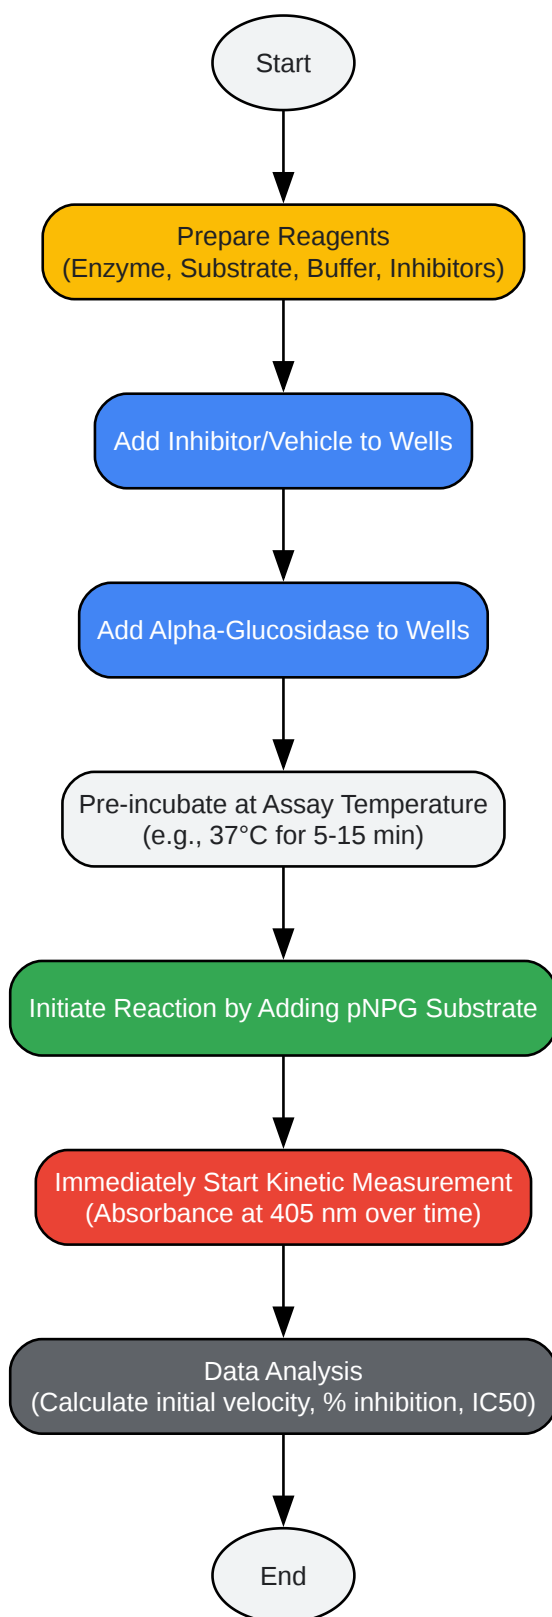 Start
Prepare Reagents
(Enzyme, Substrate, Buffer, Inhibitors)
Add Inhibitor/Vehicle to Wells
Add Alpha-Glucosidase to Wells
Pre-incubate at Assay Temperature
(e.g., 37°C for 5-15 min)
Initiate Reaction by Adding pNPG Substrate
Immediately Start Kinetic Measurement
(Absorbance at 405 nm over time)
Data Analysis
(Calculate initial velocity, % inhibition, IC50)
End